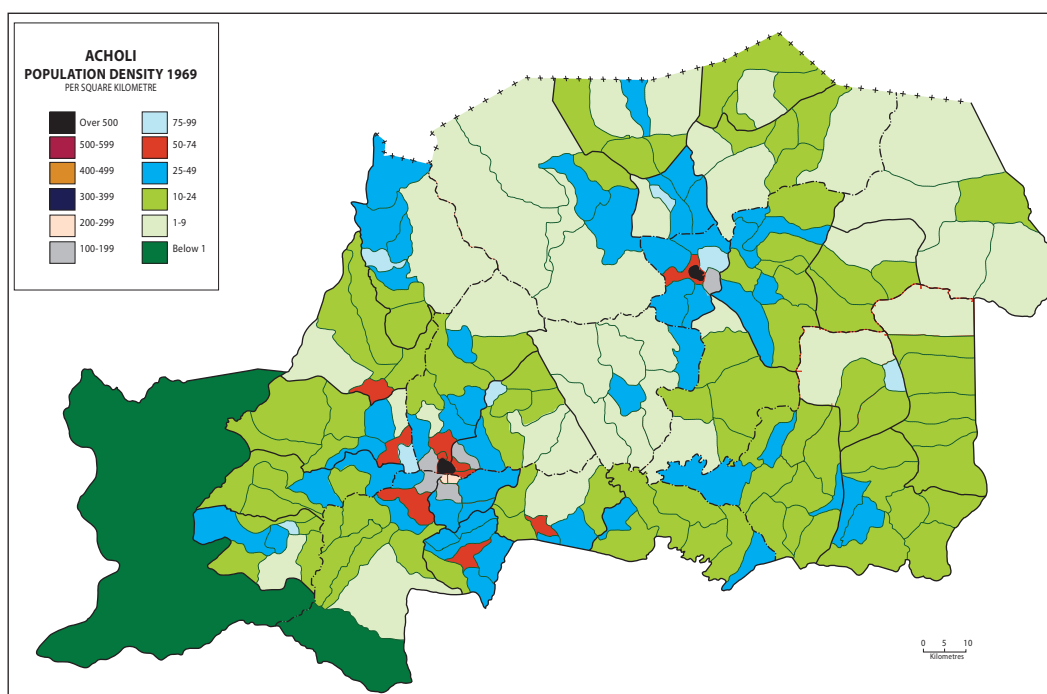 ACHOLI
POPULATION DENSITY 1969
PER SQUARE KILOMETRE
Over 500
500-599
400-499
300-399
200-299
100-199
75-99
50-74
25-49
10-24
1-9
Below 1
0 5 10
Kilometres